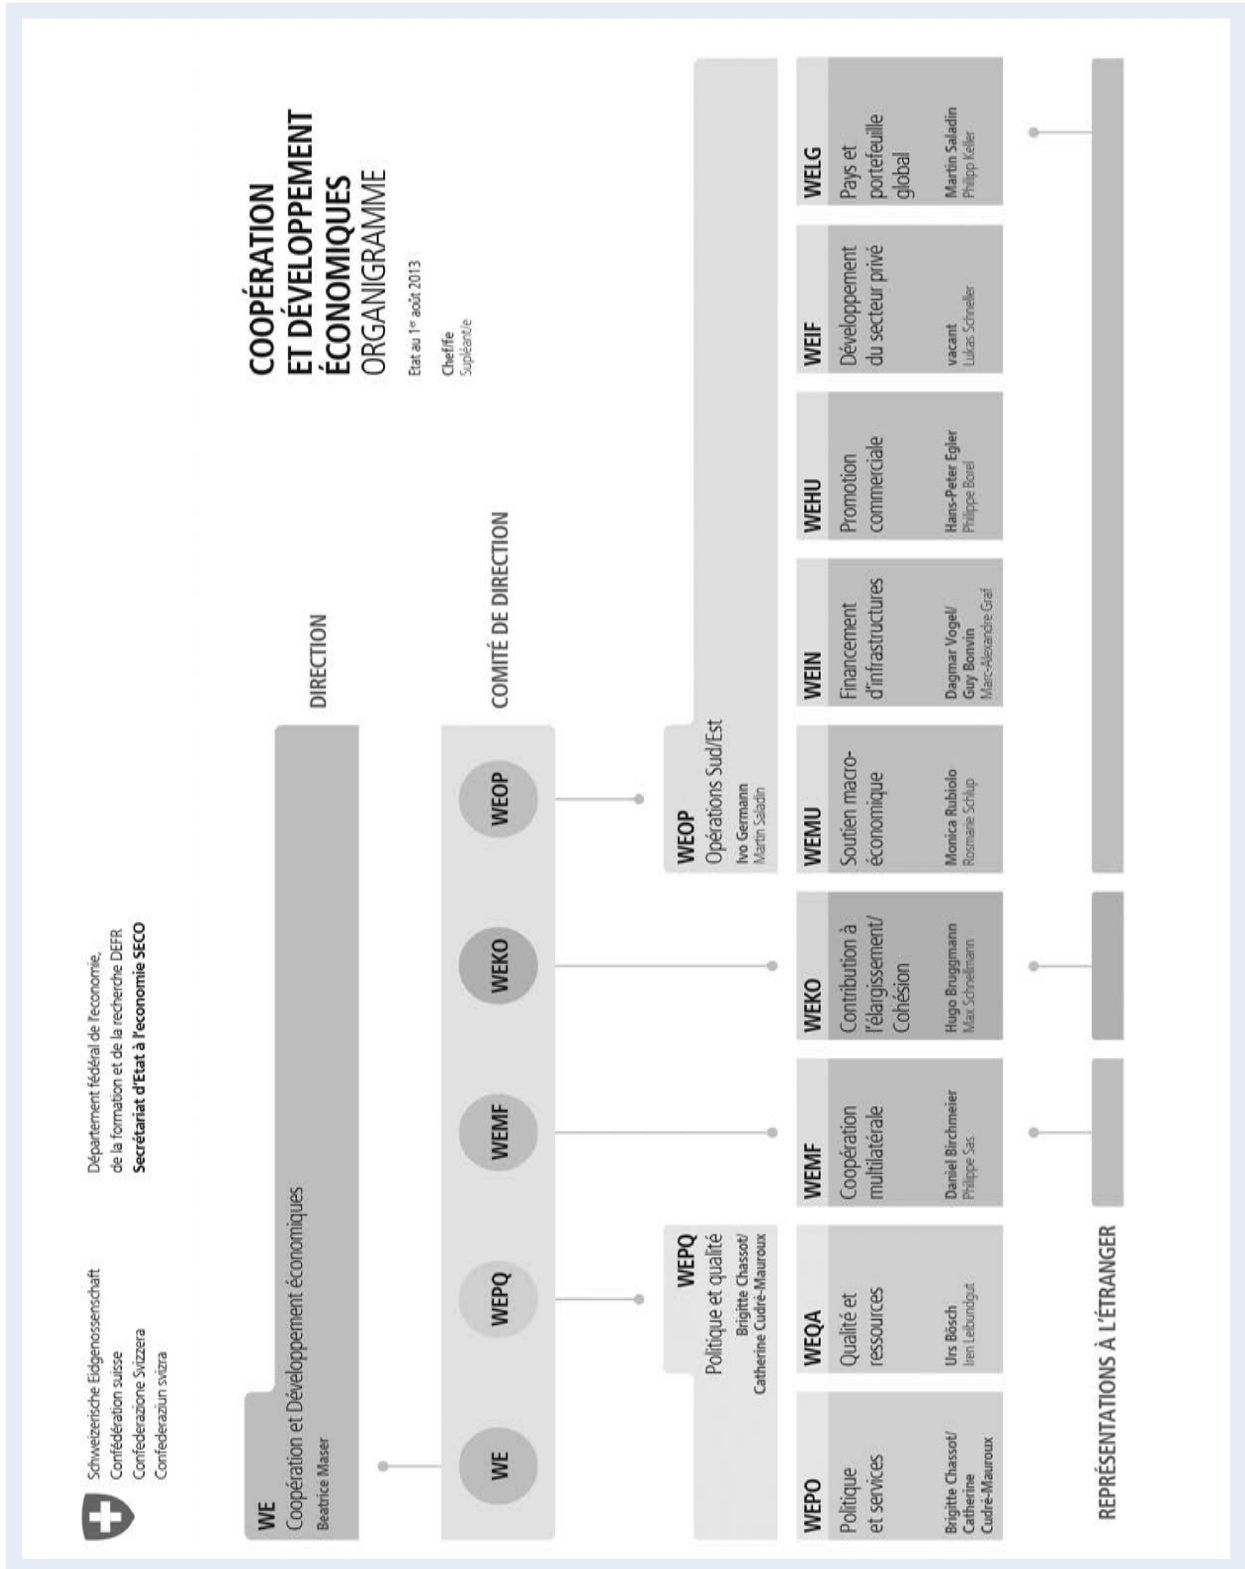 Schweizerische Eidgenossenschaft
Confédération suisse
Confederazione Svizzera
Confederaziun svizra
Département fédéral de l'economie,
de la formation et de la recherche DEFR
Secrétariat d'Etat à l'economie SECO
COOPÉRATION
ET DÉVELOPPEMENT
ÉCONOMIQUES
ORGANIGRAMME
Etat au 1er août 2013
Chef/fe
Supléant/e
WE
Coopération et Développement économiques
Beatrice Maser
DIRECTION
WE
WEPQ
WEMF
WEKO
WEOP
COMITÉ DE DIRECTION
WEPQ
Politique et qualité
Brigitte Chassot/
Catherine Cudré-Mauroux
WEOP
Opérations Sud/Est
Ivo Germann
Martin Saladin
WEPO
Politique
et services
Brigitte Chassot/
Catherine
Cudré-Mauroux
WEQA
Qualité et
ressources
Urs Bösch
Iren Leibundgut
WEMF
Coopération
multilatérale
Daniel Birchmeier
Philippe Sas
WEKO
Contribution à
l'élargissement/
Cohésion
Hugo Bruggmann
Max Schnellmann
WEMU
Soutien macro-
économique
Monica Rubiolo
Rosmarie Schlup
WEIN
Financement
d'infrastructures
Dagmar Vogel/
Guy Bonvin
Marc-Alexandre Graf
WEHU
Promotion
commerciale
Hans-Peter Egler
Philippe Borel
WEIF
Développement
du secteur privé
vacant
Lukas Schneller
WELG
Pays et
portefeuille
global
Martin Saladin
Philipp Keller
REPRÉSENTATIONS À L'ÉTRANGER